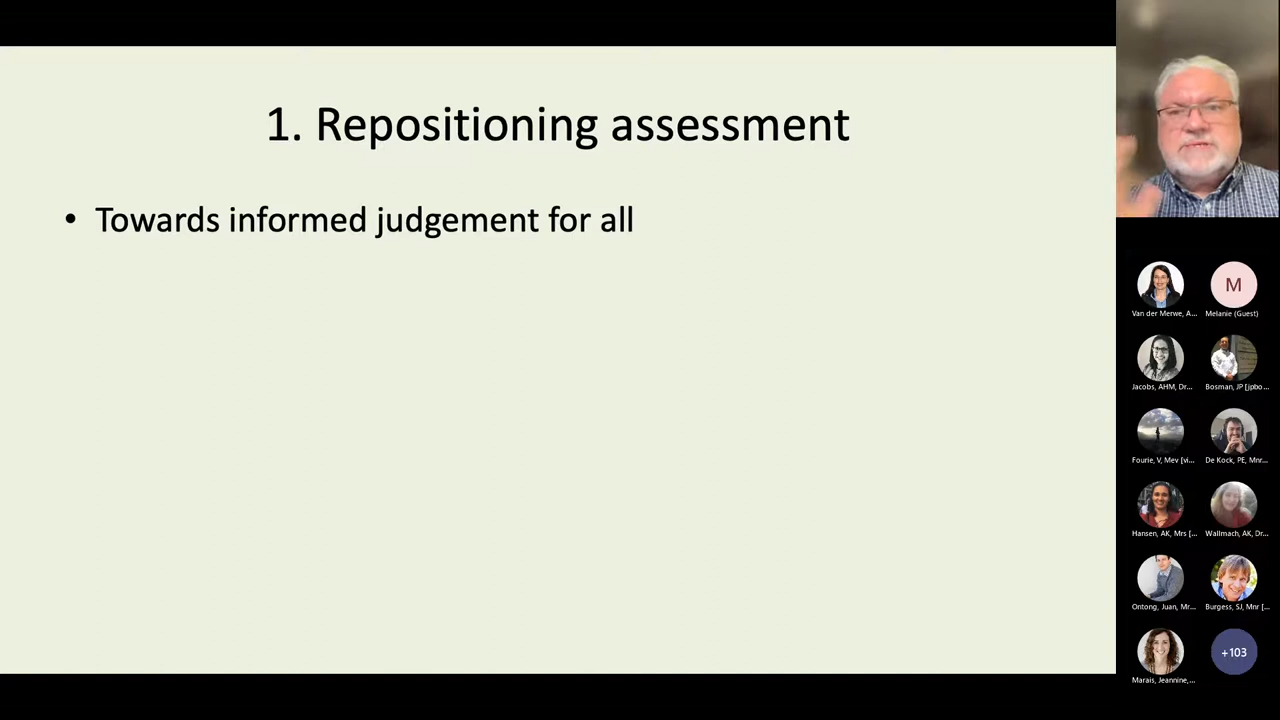 1. Repositioning assessment
• Towards informed judgement for all
Van der Merwe, A...
M
Melanie (Guest)
Jacobs, AHM, Dr...
Bosman, JP [jpbo...
Fourie, V, Mev [vi...
De Kock, PE, Mnr...
Hansen, AK, Mrs [...
Wallmach, AK, Dr...
Ontong, Juan, Mr...
Burgess, SJ, Mnr [...
Marais, Jeannine,...
+103